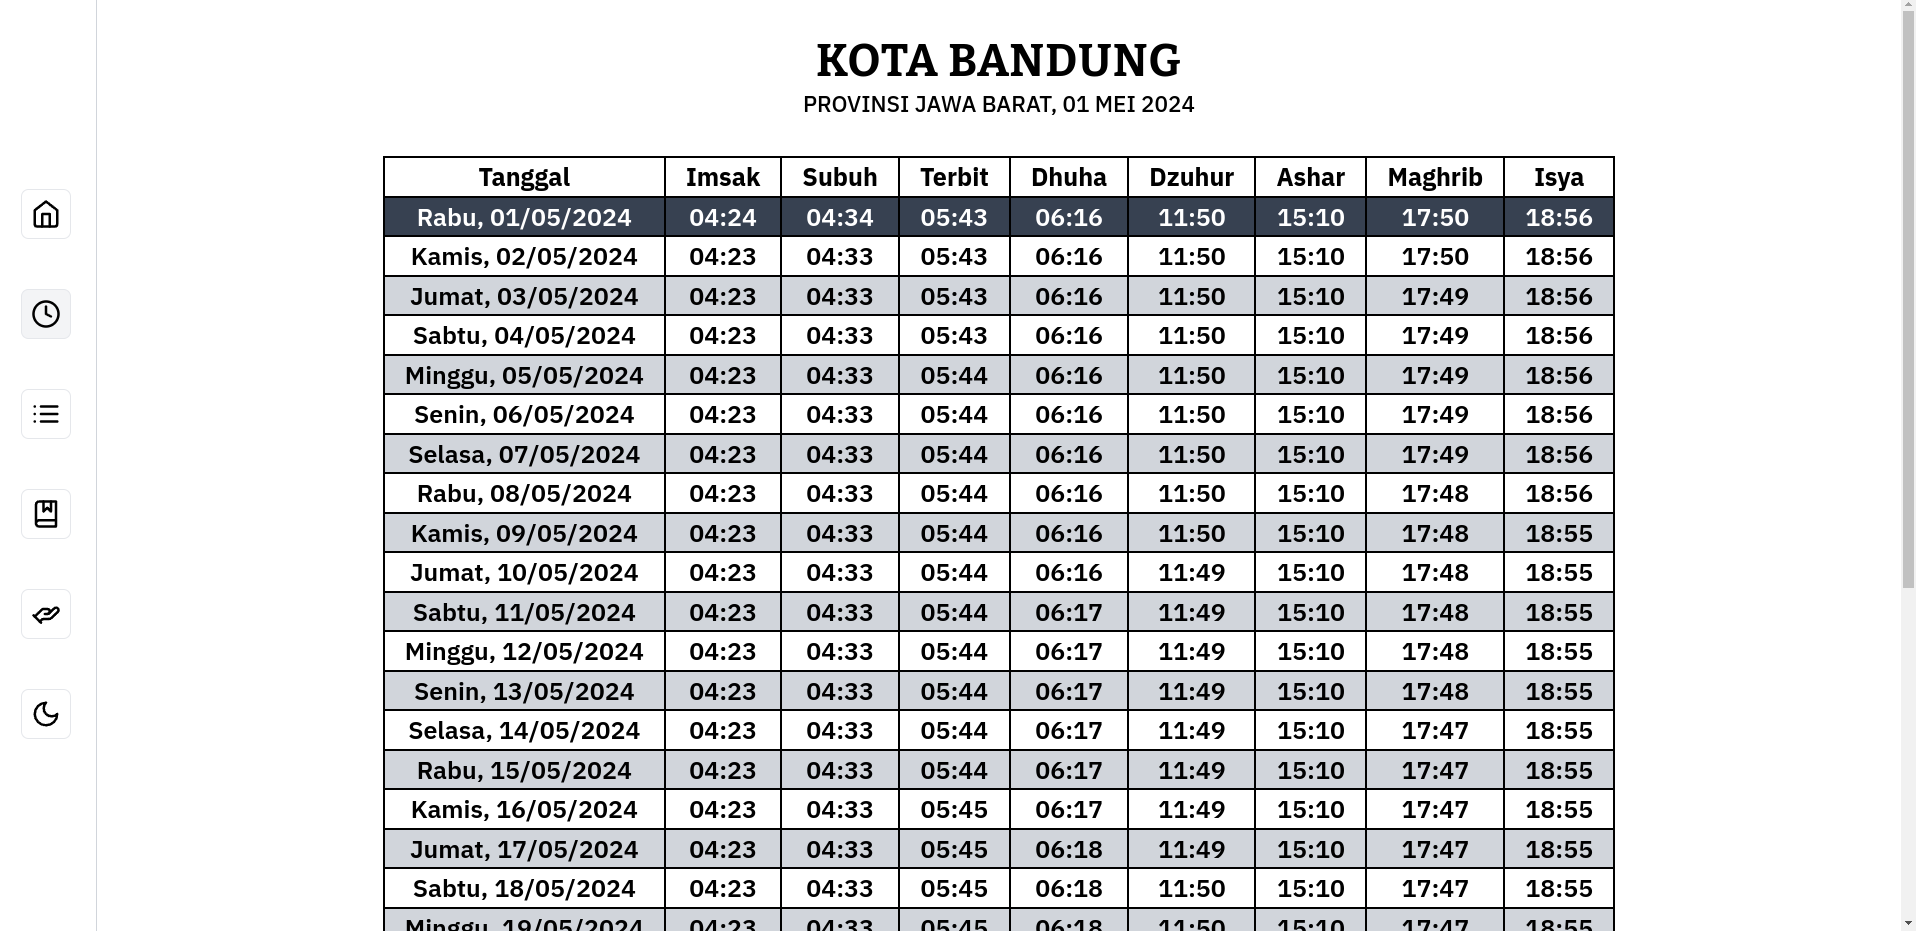 KOTA BANDUNG
PROVINSI JAWA BARAT, 01 MEI 2024
Tanggal Imsak Subuh Terbit Dhuha Dzuhur Ashar Maghrib Isya
Rabu, 01/05/2024 04:24 04:34 05:43 06:16 11:50 15:10 17:50 18:56
Kamis, 02/05/2024 04:23 04:33 05:43 06:16 11:50 15:10 17:50 18:56
Jumat, 03/05/2024 04:23 04:33 05:43 06:16 11:50 15:10 17:49 18:56
Sabtu, 04/05/2024 04:23 04:33 05:43 06:16 11:50 15:10 17:49 18:56
Minggu, 05/05/2024 04:23 04:33 05:44 06:16 11:50 15:10 17:49 18:56
Senin, 06/05/2024 04:23 04:33 05:44 06:16 11:50 15:10 17:49 18:56
Selasa, 07/05/2024 04:23 04:33 05:44 06:16 11:50 15:10 17:49 18:56
Rabu, 08/05/2024 04:23 04:33 05:44 06:16 11:50 15:10 17:48 18:56
Kamis, 09/05/2024 04:23 04:33 05:44 06:16 11:50 15:10 17:48 18:55
Jumat, 10/05/2024 04:23 04:33 05:44 06:16 11:49 15:10 17:48 18:55
Sabtu, 11/05/2024 04:23 04:33 05:44 06:17 11:49 15:10 17:48 18:55
Minggu, 12/05/2024 04:23 04:33 05:44 06:17 11:49 15:10 17:48 18:55
Senin, 13/05/2024 04:23 04:33 05:44 06:17 11:49 15:10 17:48 18:55
Selasa, 14/05/2024 04:23 04:33 05:44 06:17 11:49 15:10 17:47 18:55
Rabu, 15/05/2024 04:23 04:33 05:44 06:17 11:49 15:10 17:47 18:55
Kamis, 16/05/2024 04:23 04:33 05:45 06:17 11:49 15:10 17:47 18:55
Jumat, 17/05/2024 04:23 04:33 05:45 06:18 11:49 15:10 17:47 18:55
Sabtu, 18/05/2024 04:23 04:33 05:45 06:18 11:50 15:10 17:47 18:55
Minggu, 19/05/2024 04:23 04:33 05:45 06:18 11:50 15:10 17:47 18:55